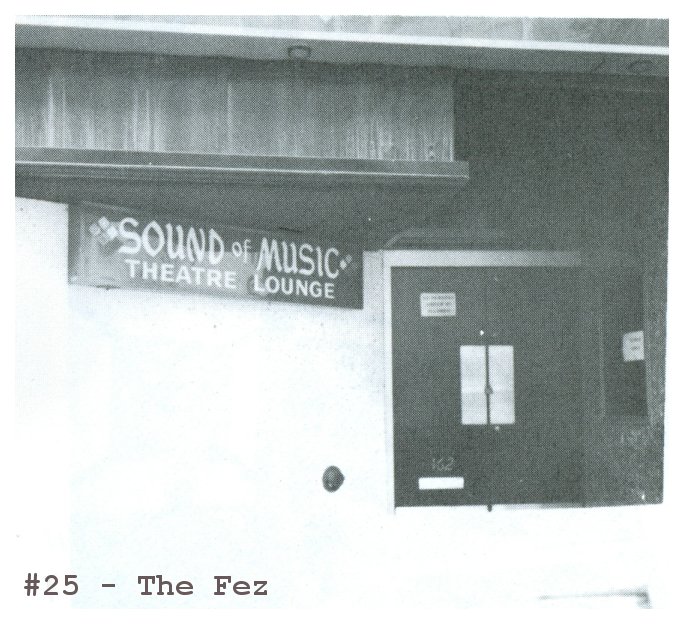 SOUND of MUSIC
THEATRE LOUNGE
162
#25 - The Fez